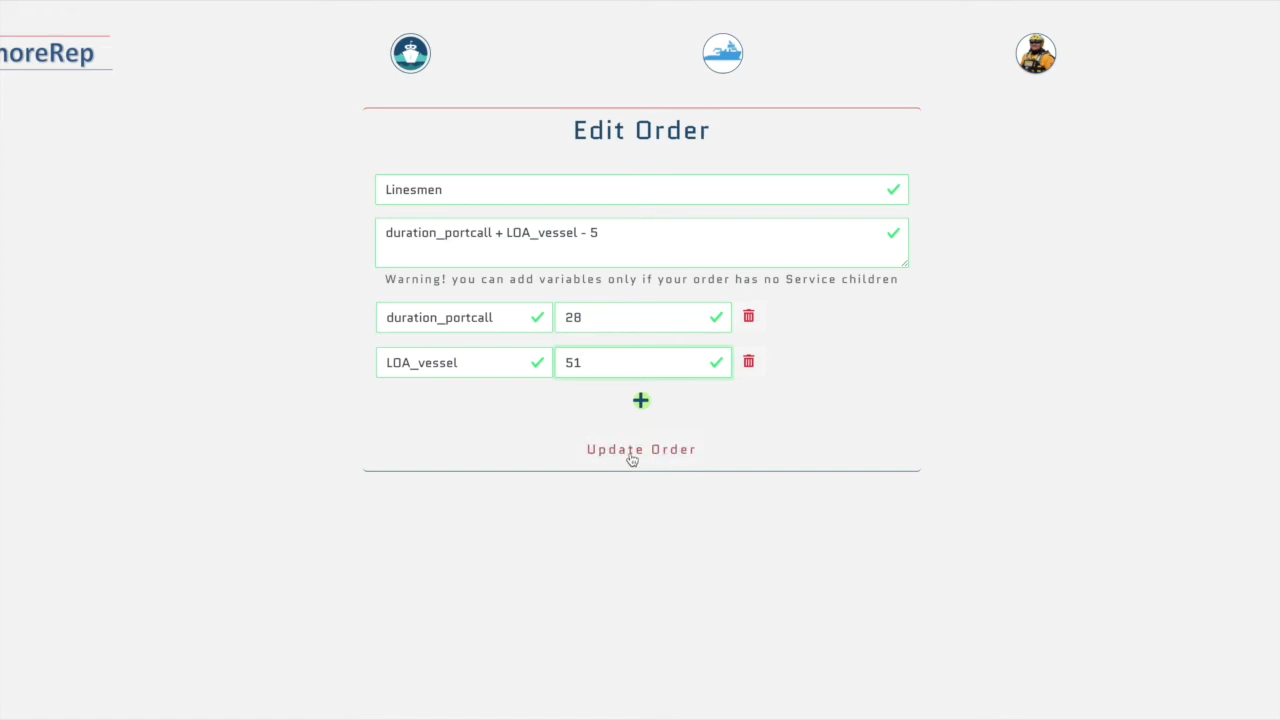 noreRep
Edit Order
Linesmen
duration_portcall + LOA_vessel - 5
Warning! you can add variables only if your order has no Service children
duration_portcall 28
LOA_vessel 51
Update Order